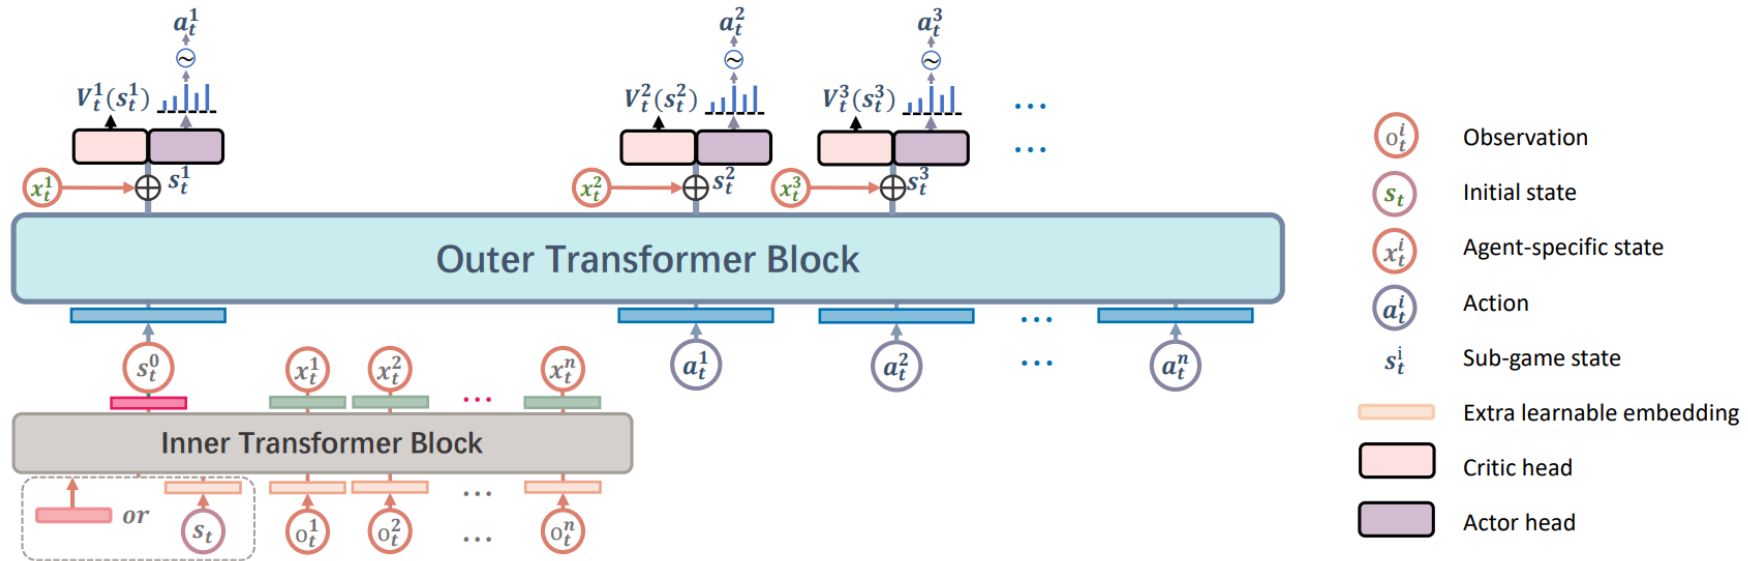 a_t^1 a_t^2 a_t^3
~ ~ ~
V_t^1(s_t^1) V_t^2(s_t^2) V_t^3(s_t^3) ...
...
x_t^1 s_t^1 x_t^2 s_t^2 x_t^3 s_t^3
Outer Transformer Block
...
s_t^0 x_t^1 x_t^2 x_t^n a_t^1 a_t^2 ... a_t^n
...
Inner Transformer Block
...
or s_t o_t^1 o_t^2 ... o_t^n
o_t^i Observation
s_t Initial state
x_t^i Agent-specific state
a_t^i Action
s_t^i Sub-game state
Extra learnable embedding
Critic head
Actor head